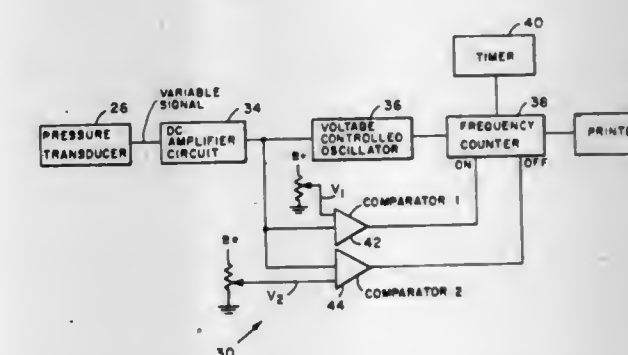 40
TIMER
VARIABLE
SIGNAL
26
34
36
38
PRESSURE
TRANSDUCER
DC
AMPLIFIER
CIRCUIT
VOLTAGE
CONTROLLED
OSCILLATOR
FREQUENCY
COUNTER
PRINTE
ON
OFF
B+
V1
COMPARATOR 1
42
B+
V2
44
COMPARATOR 2
30